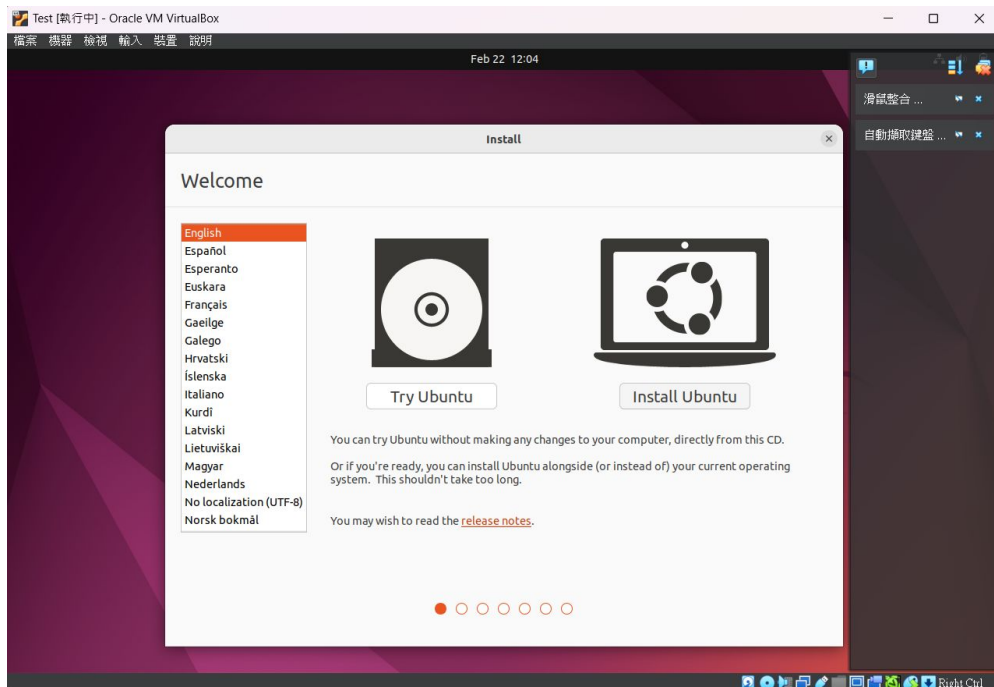 Test [執行中] - Oracle VM VirtualBox
檔案 機器 檢視 輸入 裝置 說明
Feb 22 12:04
滑鼠整合 ...
自動擷取鍵盤 ...
Install
Welcome
English
Español
Esperanto
Euskara
Français
Gaeilge
Galego
Hrvatski
Íslenska
Italiano
Kurdî
Latviski
Lietuviškai
Magyar
Nederlands
No localization (UTF-8)
Norsk bokmål
Try Ubuntu
Install Ubuntu
You can try Ubuntu without making any changes to your computer, directly from this CD.
Or if you're ready, you can install Ubuntu alongside (or instead of) your current operating
system. This shouldn't take too long.
You may wish to read the release notes.
Right Ctrl